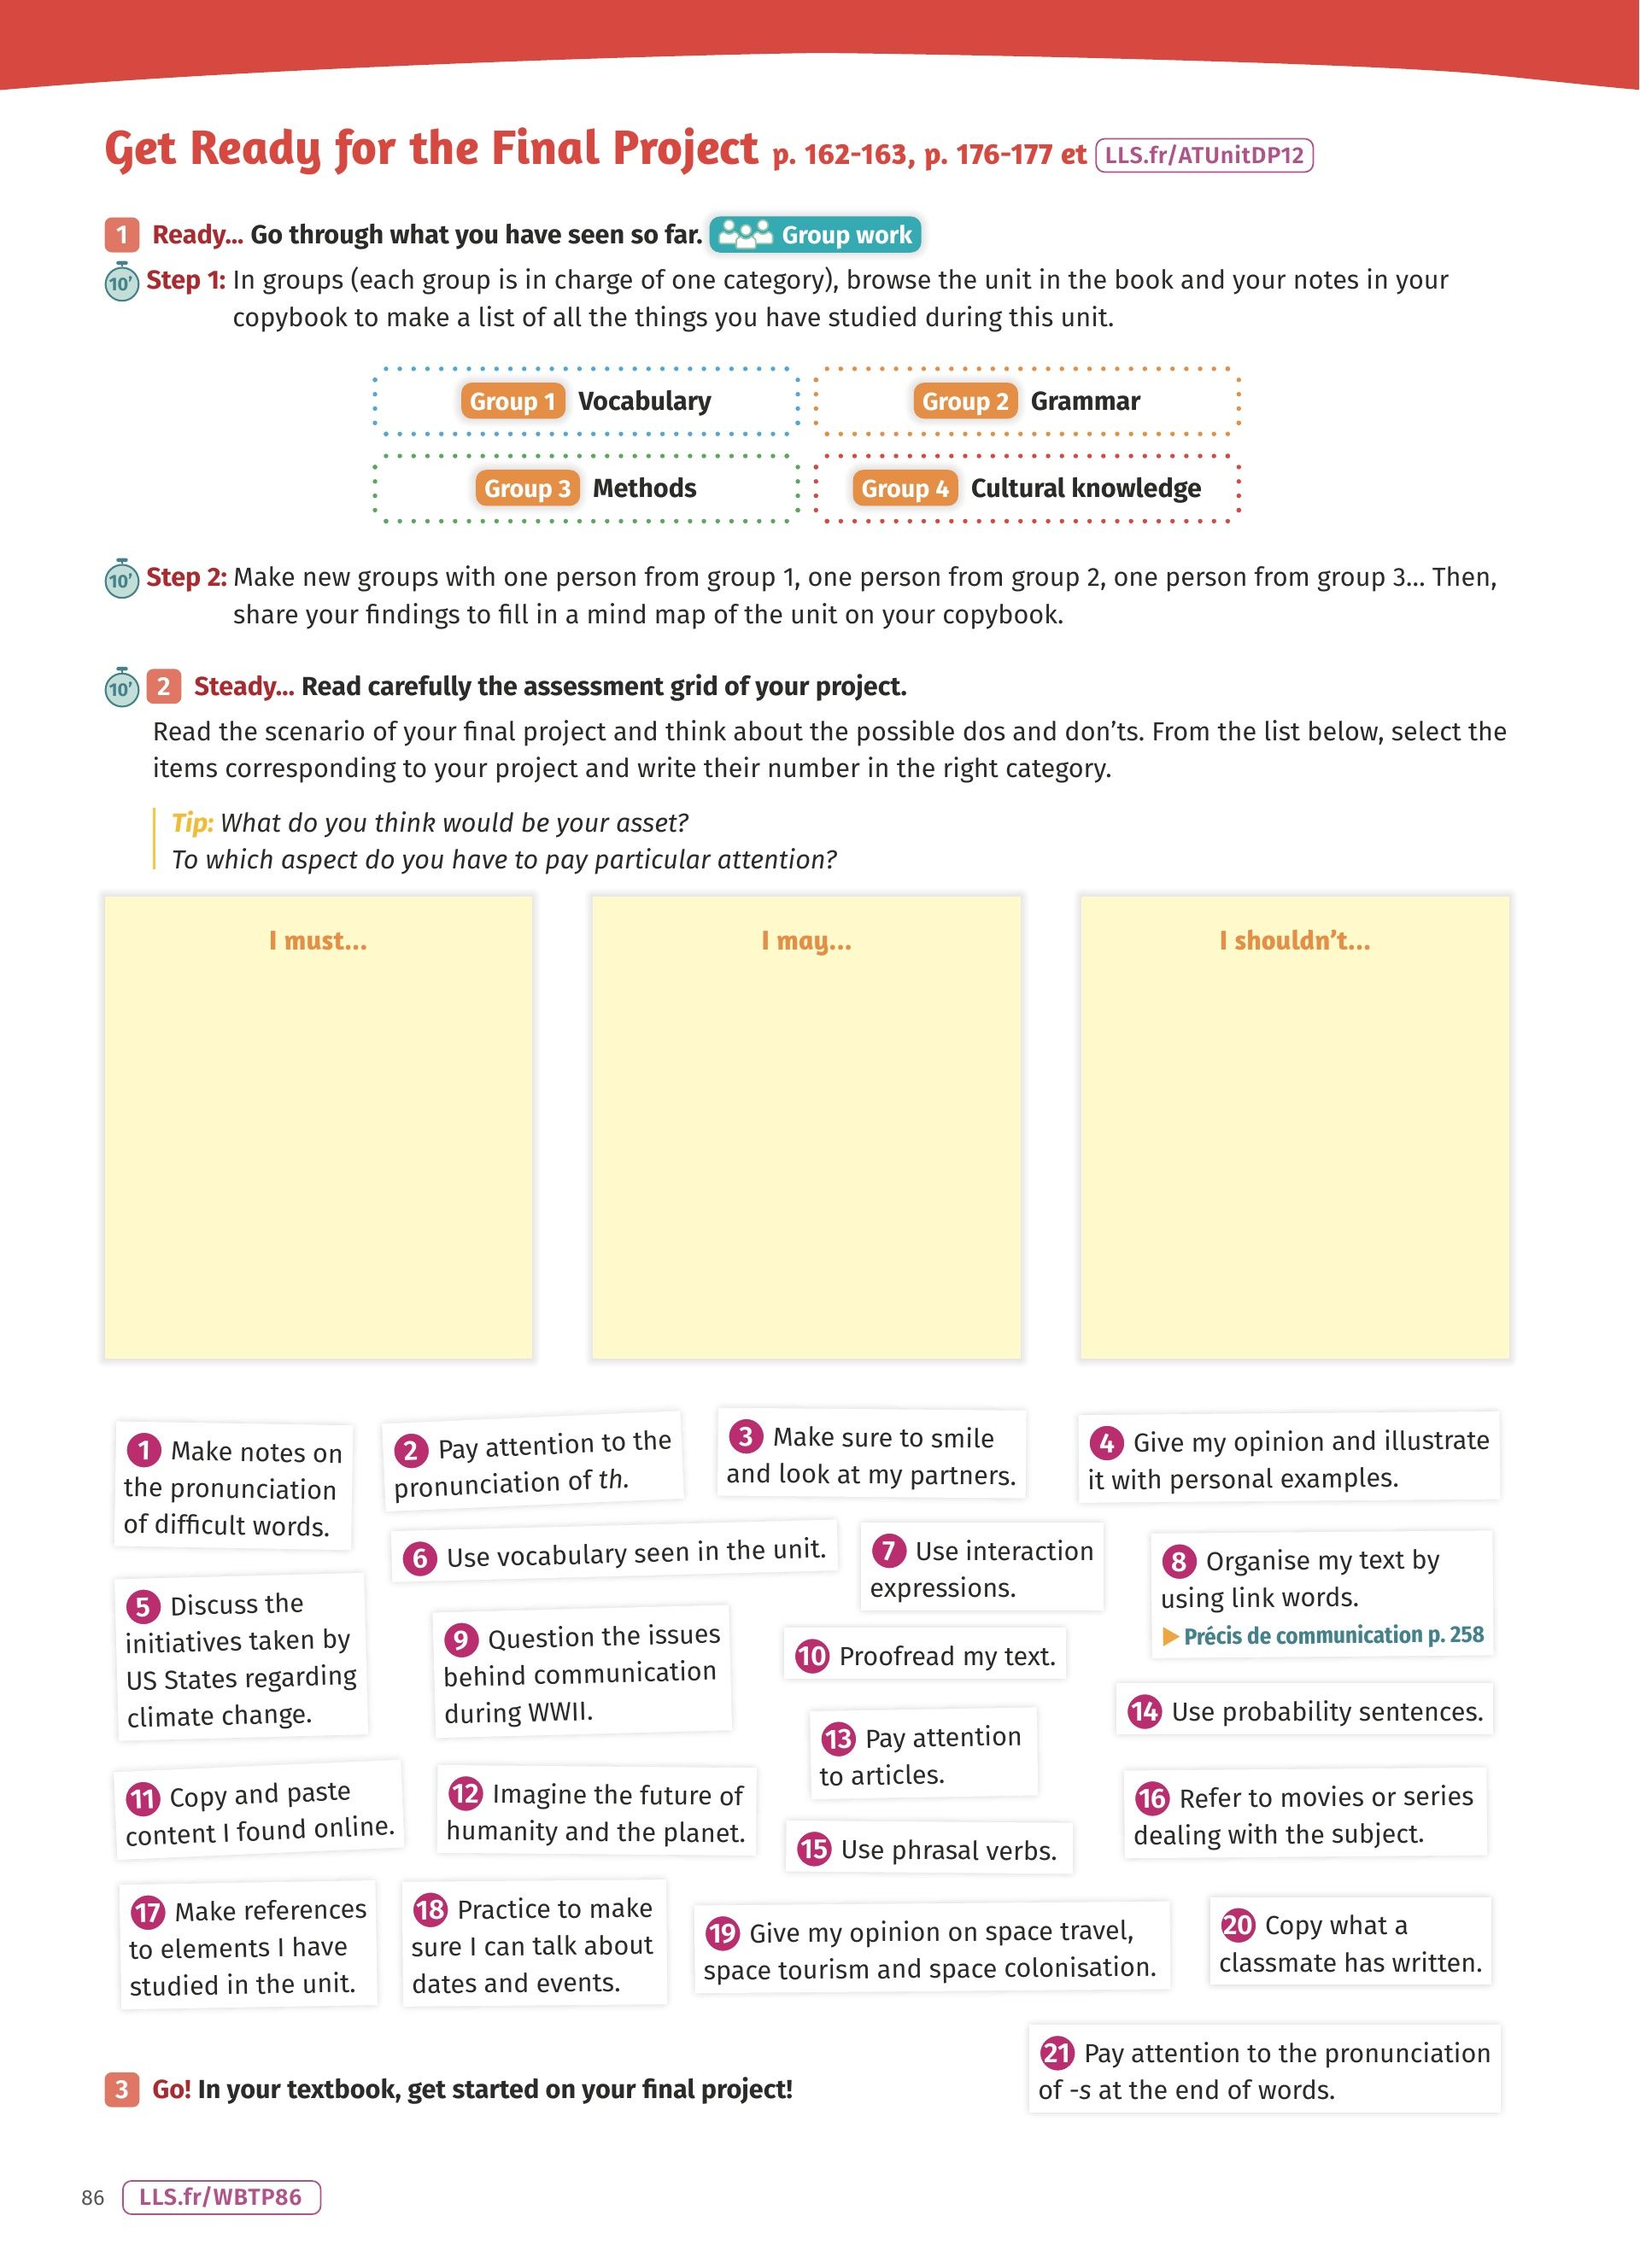 Get Ready for the Final Project p. 162-163, p. 176-177 et LLS.fr/ATUnitDP12
1 Ready... Go through what you have seen so far. Group work
10' Step 1: In groups (each group is in charge of one category), browse the unit in the book and your notes in your
copybook to make a list of all the things you have studied during this unit.
Group 1 Vocabulary
Group 2 Grammar
Group 3 Methods
Group 4 Cultural knowledge
10' Step 2: Make new groups with one person from group 1, one person from group 2, one person from group 3... Then,
share your findings to fill in a mind map of the unit on your copybook.
10' 2 Steady... Read carefully the assessment grid of your project.
Read the scenario of your final project and think about the possible dos and don'ts. From the list below, select the
items corresponding to your project and write their number in the right category.
Tip: What do you think would be your asset?
To which aspect do you have to pay particular attention?
I must...
I may...
I shouldn't...
1 Make notes on
the pronunciation
of difficult words.
2 Pay attention to the
pronunciation of th.
3 Make sure to smile
and look at my partners.
4 Give my opinion and illustrate
it with personal examples.
5 Discuss the
initiatives taken by
US States regarding
climate change.
6 Use vocabulary seen in the unit.
7 Use interaction
expressions.
8 Organise my text by
using link words.
▶ Précis de communication p. 258
9 Question the issues
behind communication
during WWII.
10 Proofread my text.
11 Copy and paste
content I found online.
12 Imagine the future of
humanity and the planet.
13 Pay attention
to articles.
14 Use probability sentences.
15 Use phrasal verbs.
16 Refer to movies or series
dealing with the subject.
17 Make references
to elements I have
studied in the unit.
18 Practice to make
sure I can talk about
dates and events.
19 Give my opinion on space travel,
space tourism and space colonisation.
20 Copy what a
classmate has written.
21 Pay attention to the pronunciation
of -s at the end of words.
3 Go! In your textbook, get started on your final project!
86 LLS.fr/WBTP86